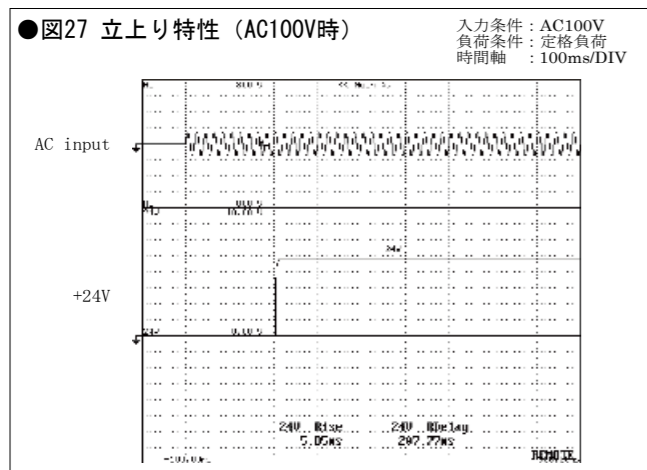 ●図27 立上り特性（AC100V時）
入力条件：AC100V
負荷条件：定格負荷
時間軸　：100ms/DIV
AC input
+24V
24V Rise 24V RDelay
5.05ms 207.77ms
REMOTE